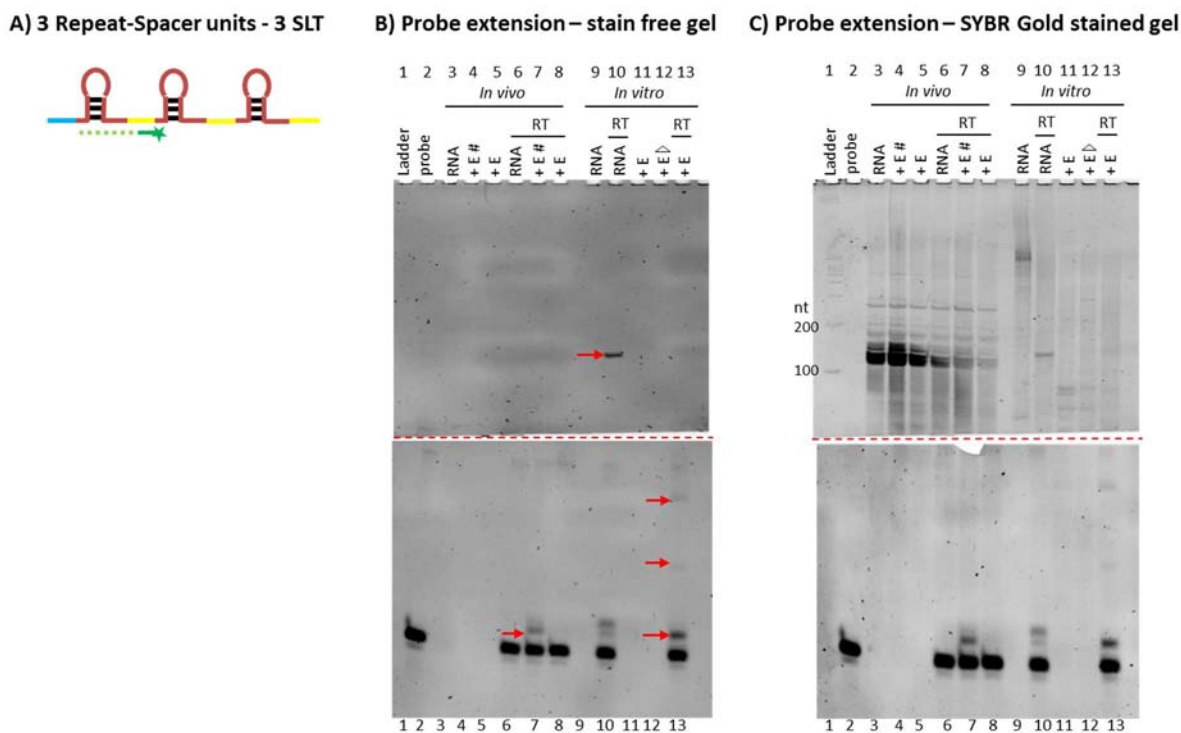 A) 3 Repeat-Spacer units - 3 SLT
B) Probe extension – stain free gel
1 2 3 4 5 6 7 8 9 10 11 12 13
In vivo In vitro
RT RT RT
Ladder probe RNA + E # + E RNA + E # + E RNA RNA + E + E △ + E
1 2 3 4 5 6 7 8 9 10 11 12 13
C) Probe extension – SYBR Gold stained gel
1 2 3 4 5 6 7 8 9 10 11 12 13
In vivo In vitro
RT RT RT
Ladder probe RNA + E # + E RNA + E # + E RNA RNA + E + E △ + E
nt
200
100
1 2 3 4 5 6 7 8 9 10 11 12 13